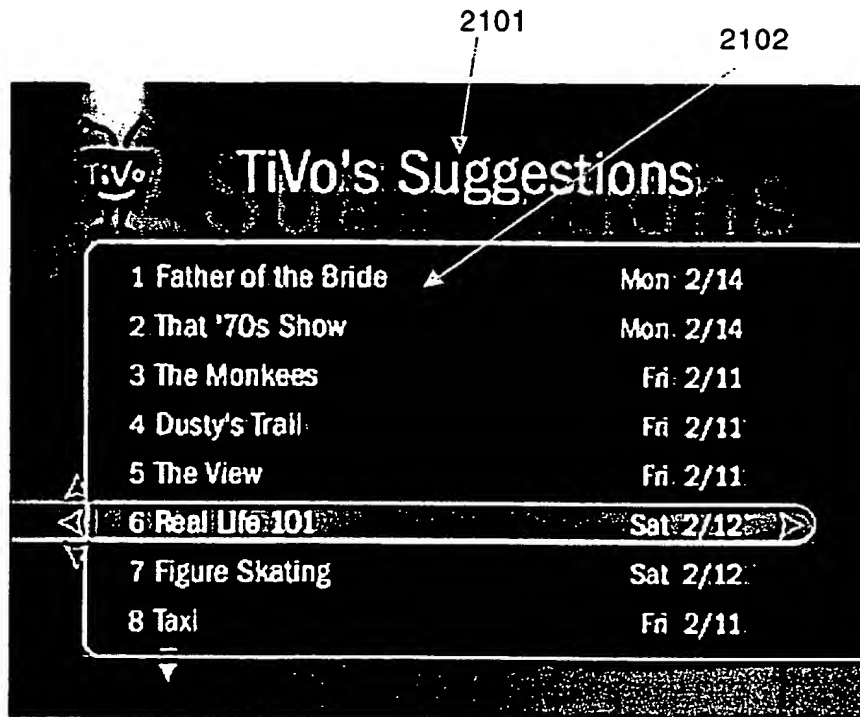 2101
2102
TiVo
TiVo's Suggestions
1 Father of the Bride Mon 2/14
2 That '70s Show Mon 2/14
3 The Monkees Fri 2/11
4 Dusty's Trail Fri 2/11
5 The View Fri 2/11
6 Real Life 101 Sat 2/12
7 Figure Skating Sat 2/12
8 Taxi Fri 2/11